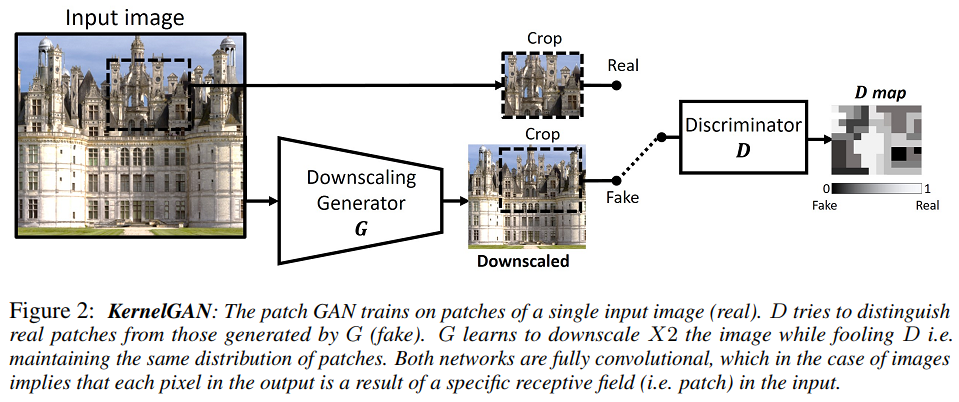 Input image
Crop
Real
Crop
Fake
Downscaling
Generator
G
Downscaled
Discriminator
D
D map
0 1
Fake Real
Figure 2: KernelGAN: The patch GAN trains on patches of a single input image (real). D tries to distinguish
real patches from those generated by G (fake). G learns to downscale X2 the image while fooling D i.e.
maintaining the same distribution of patches. Both networks are fully convolutional, which in the case of images
implies that each pixel in the output is a result of a specific receptive field (i.e. patch) in the input.